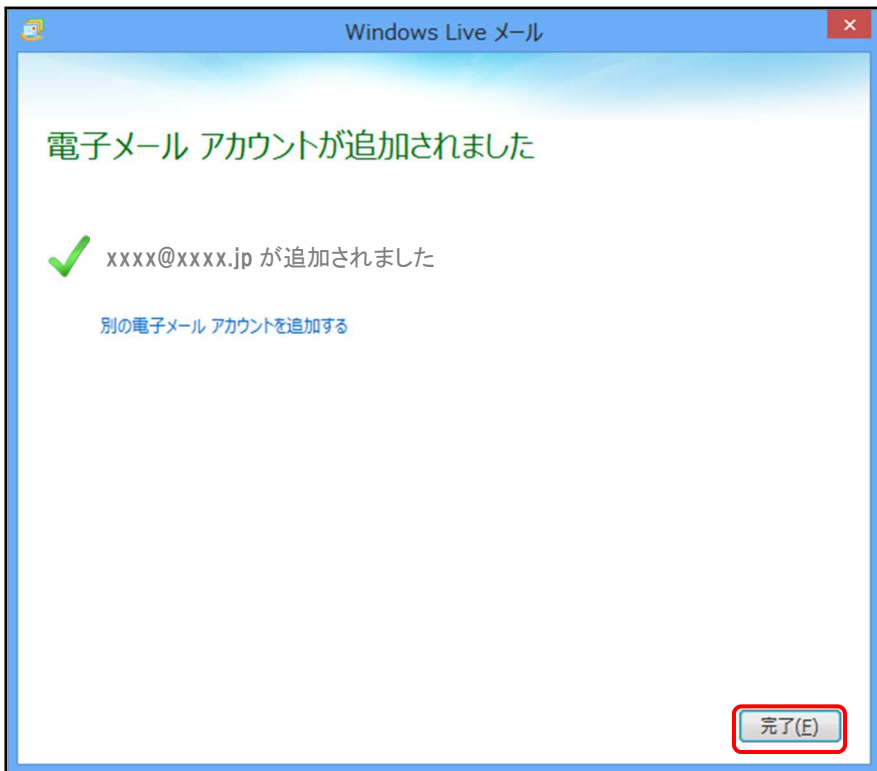 Windows Live メール
電子メール アカウントが追加されました
xxxx@xxxx.jp が追加されました
別の電子メール アカウントを追加する
完了(F)